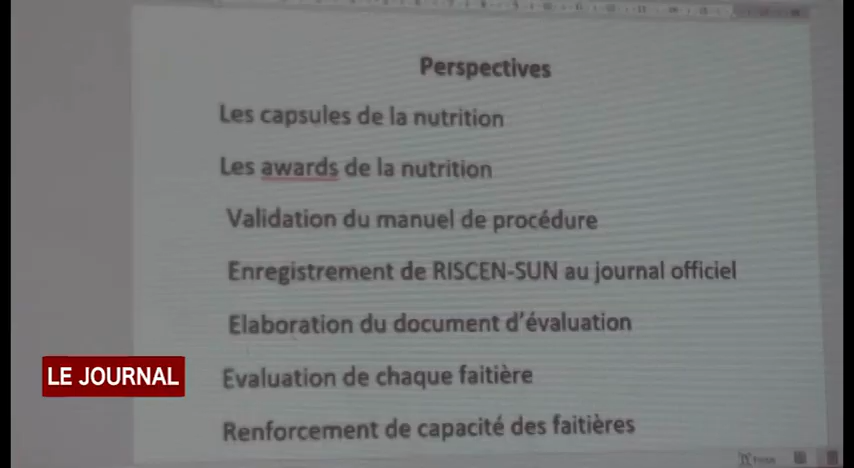 Perspectives
Les capsules de la nutrition
Les awards de la nutrition
Validation du manuel de procédure
Enregistrement de RISCEN-SUN au journal officiel
Elaboration du document d'évaluation
LE JOURNAL
Evaluation de chaque faitière
Renforcement de capacité des faitières